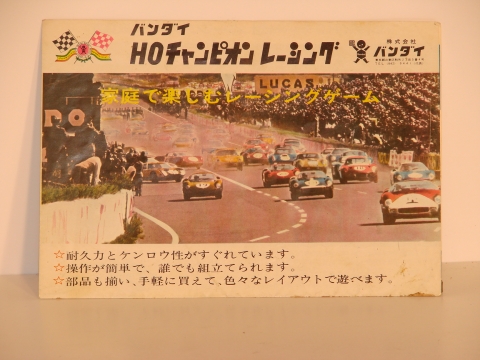 バンダイ
HOチャンピオンレーシング
株式会社
バンダイ
LUCAS
家庭で楽しむレーシングゲーム
☆耐久力とケンロウ性がすぐれています。
☆操作が簡単で、誰でも組立てられます。
☆部品も揃い、手軽に買えて、色々なレイアウトで遊べます。